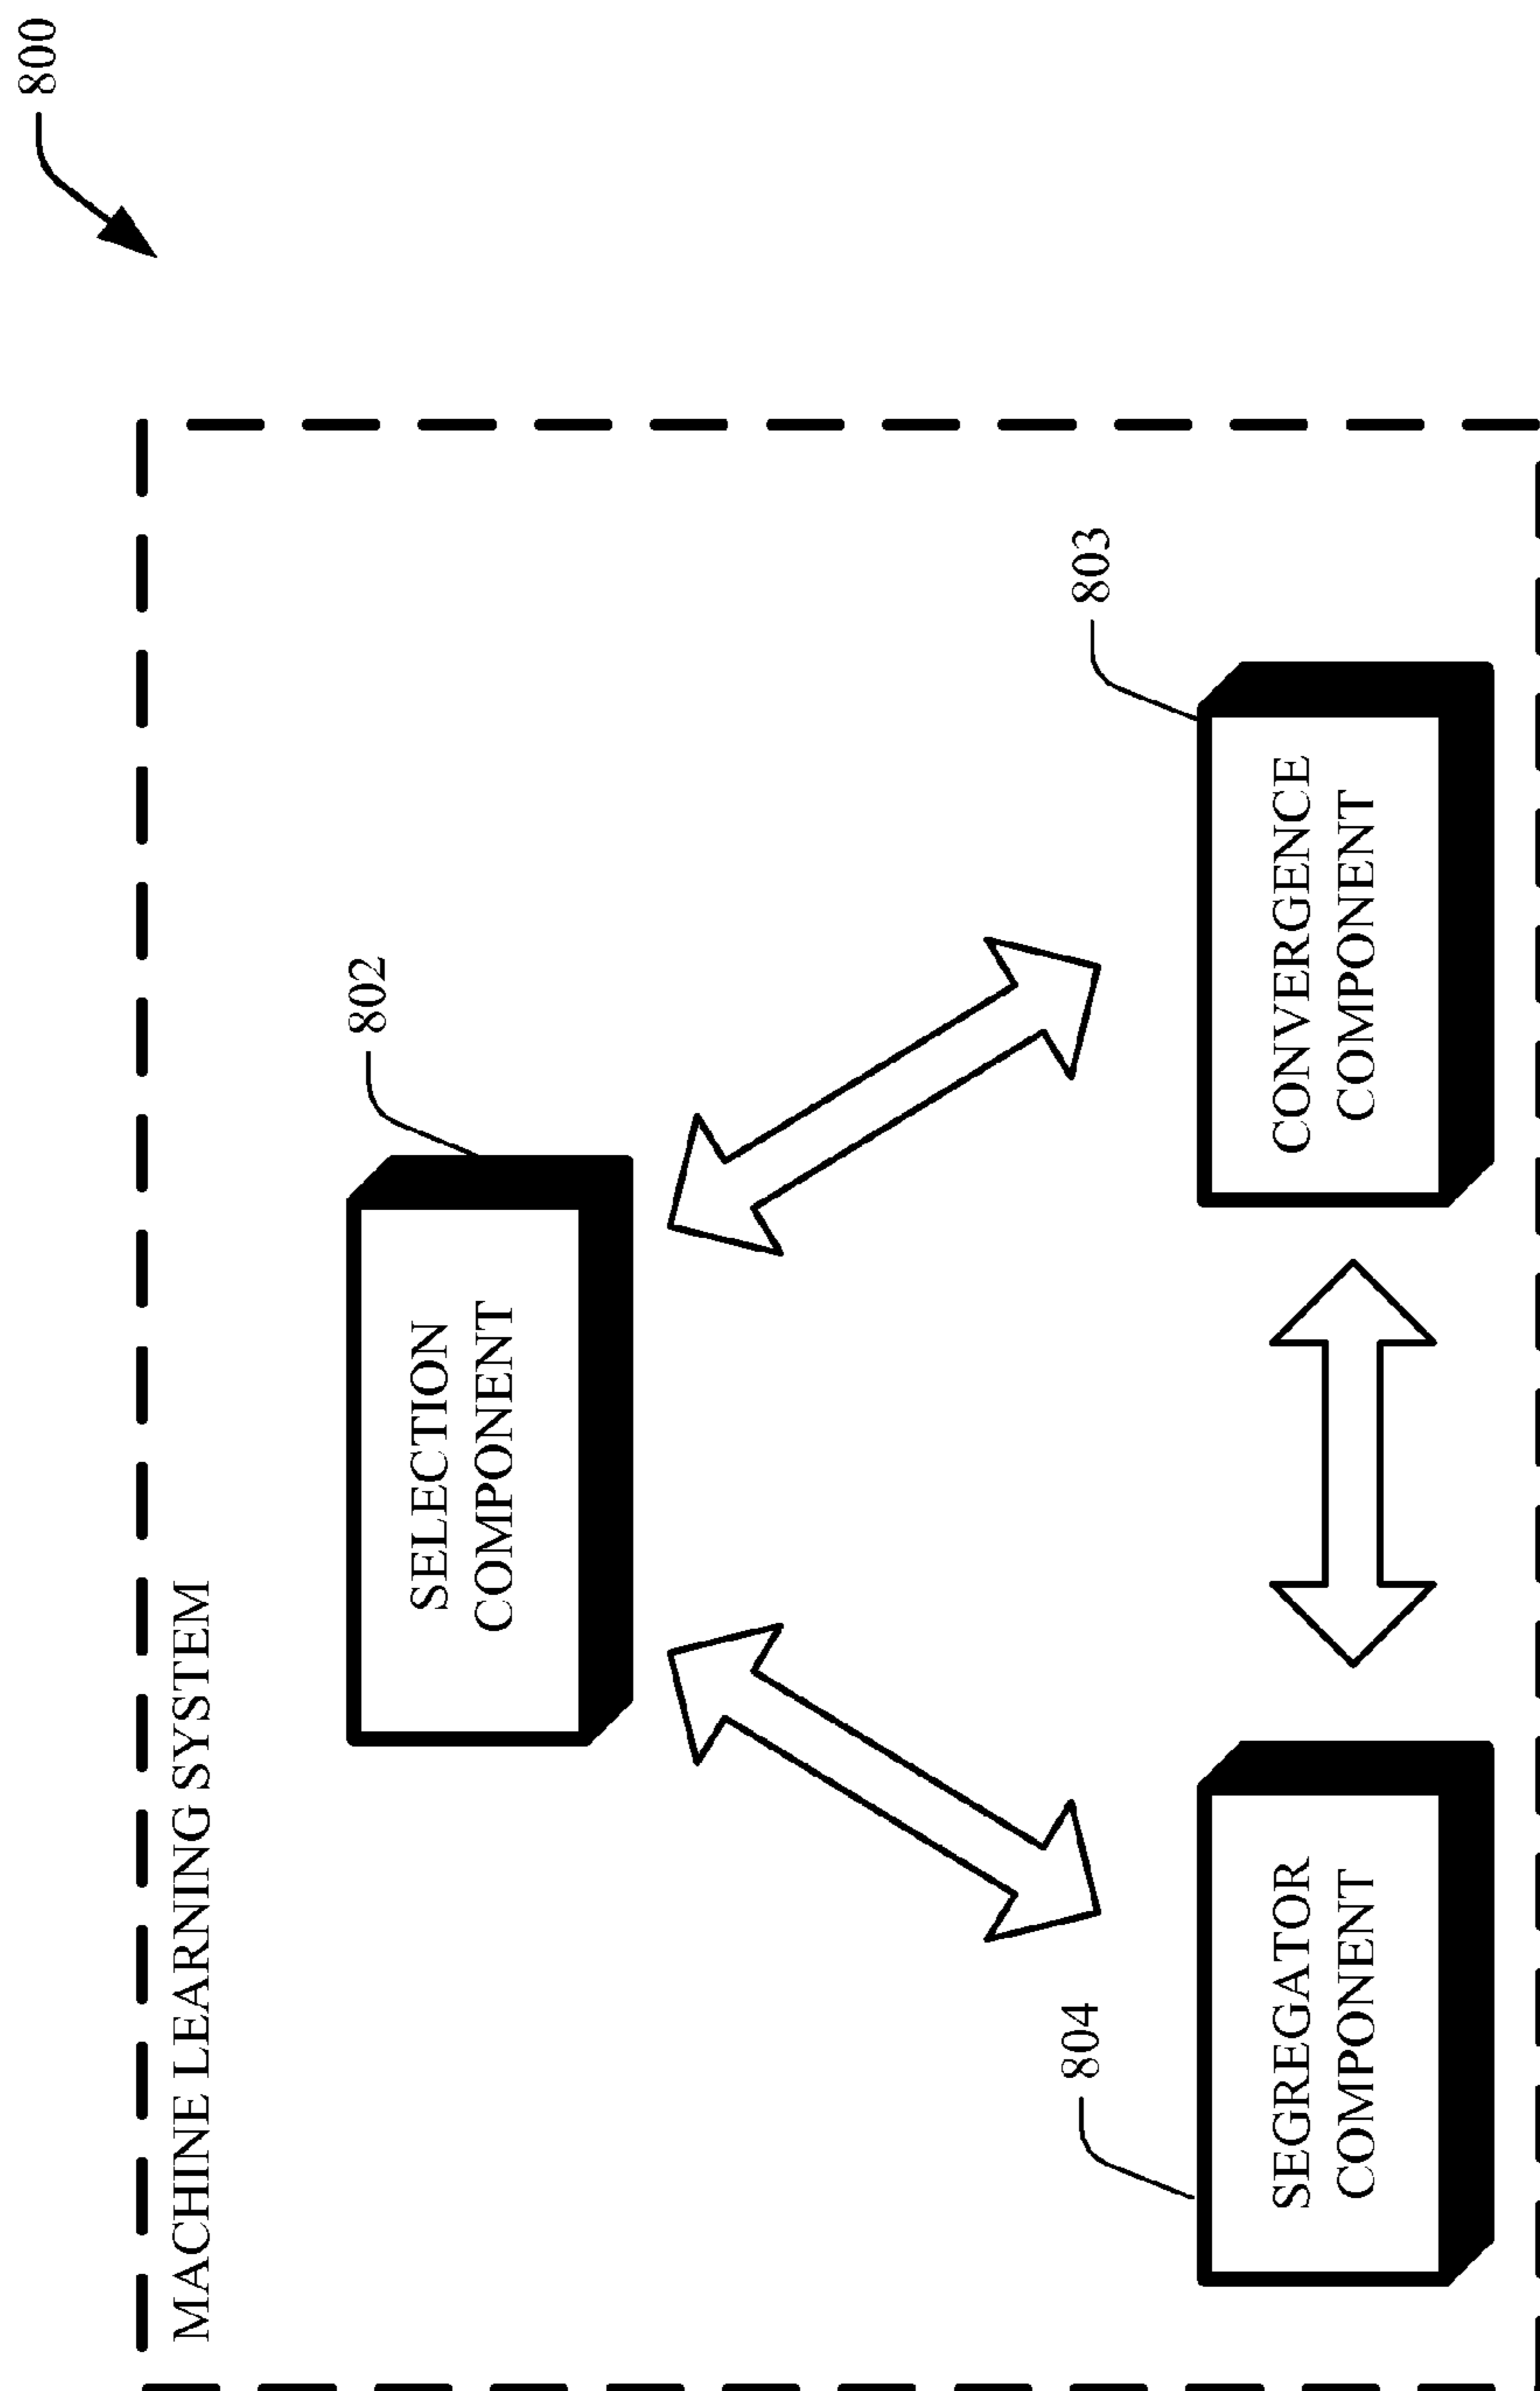 800
MACHINE LEARNING SYSTEM
802
SELECTION
COMPONENT
804
SEGREGATOR
COMPONENT
803
CONVERGENCE
COMPONENT